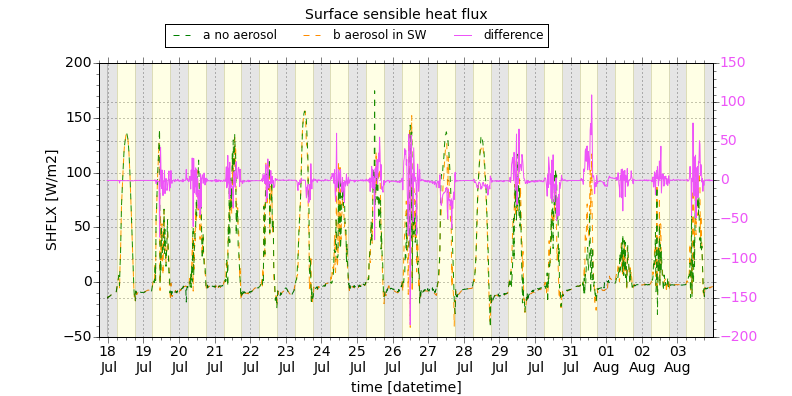 Surface sensible heat flux
a no aerosol b aerosol in SW difference
200 150
150 100
100 50
50 0
0 −50
−50 −100
−150
−200
SHFLX [W/m2]
18 19 20 21 22 23 24 25 26 27 28 29 30 31 01 02 03
Jul Jul Jul Jul Jul Jul Jul Jul Jul Jul Jul Jul Jul Jul Aug Aug Aug
time [datetime]